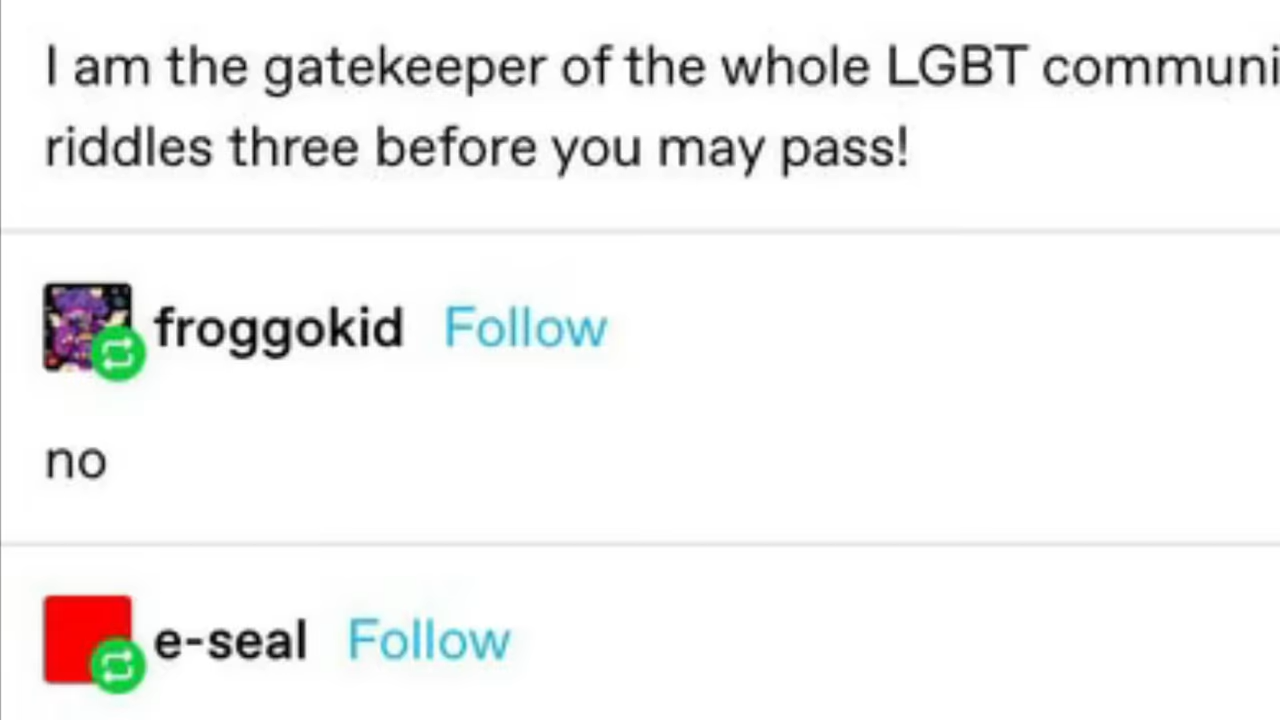 I am the gatekeeper of the whole LGBT communi
riddles three before you may pass!
froggokid Follow
no
e-seal Follow